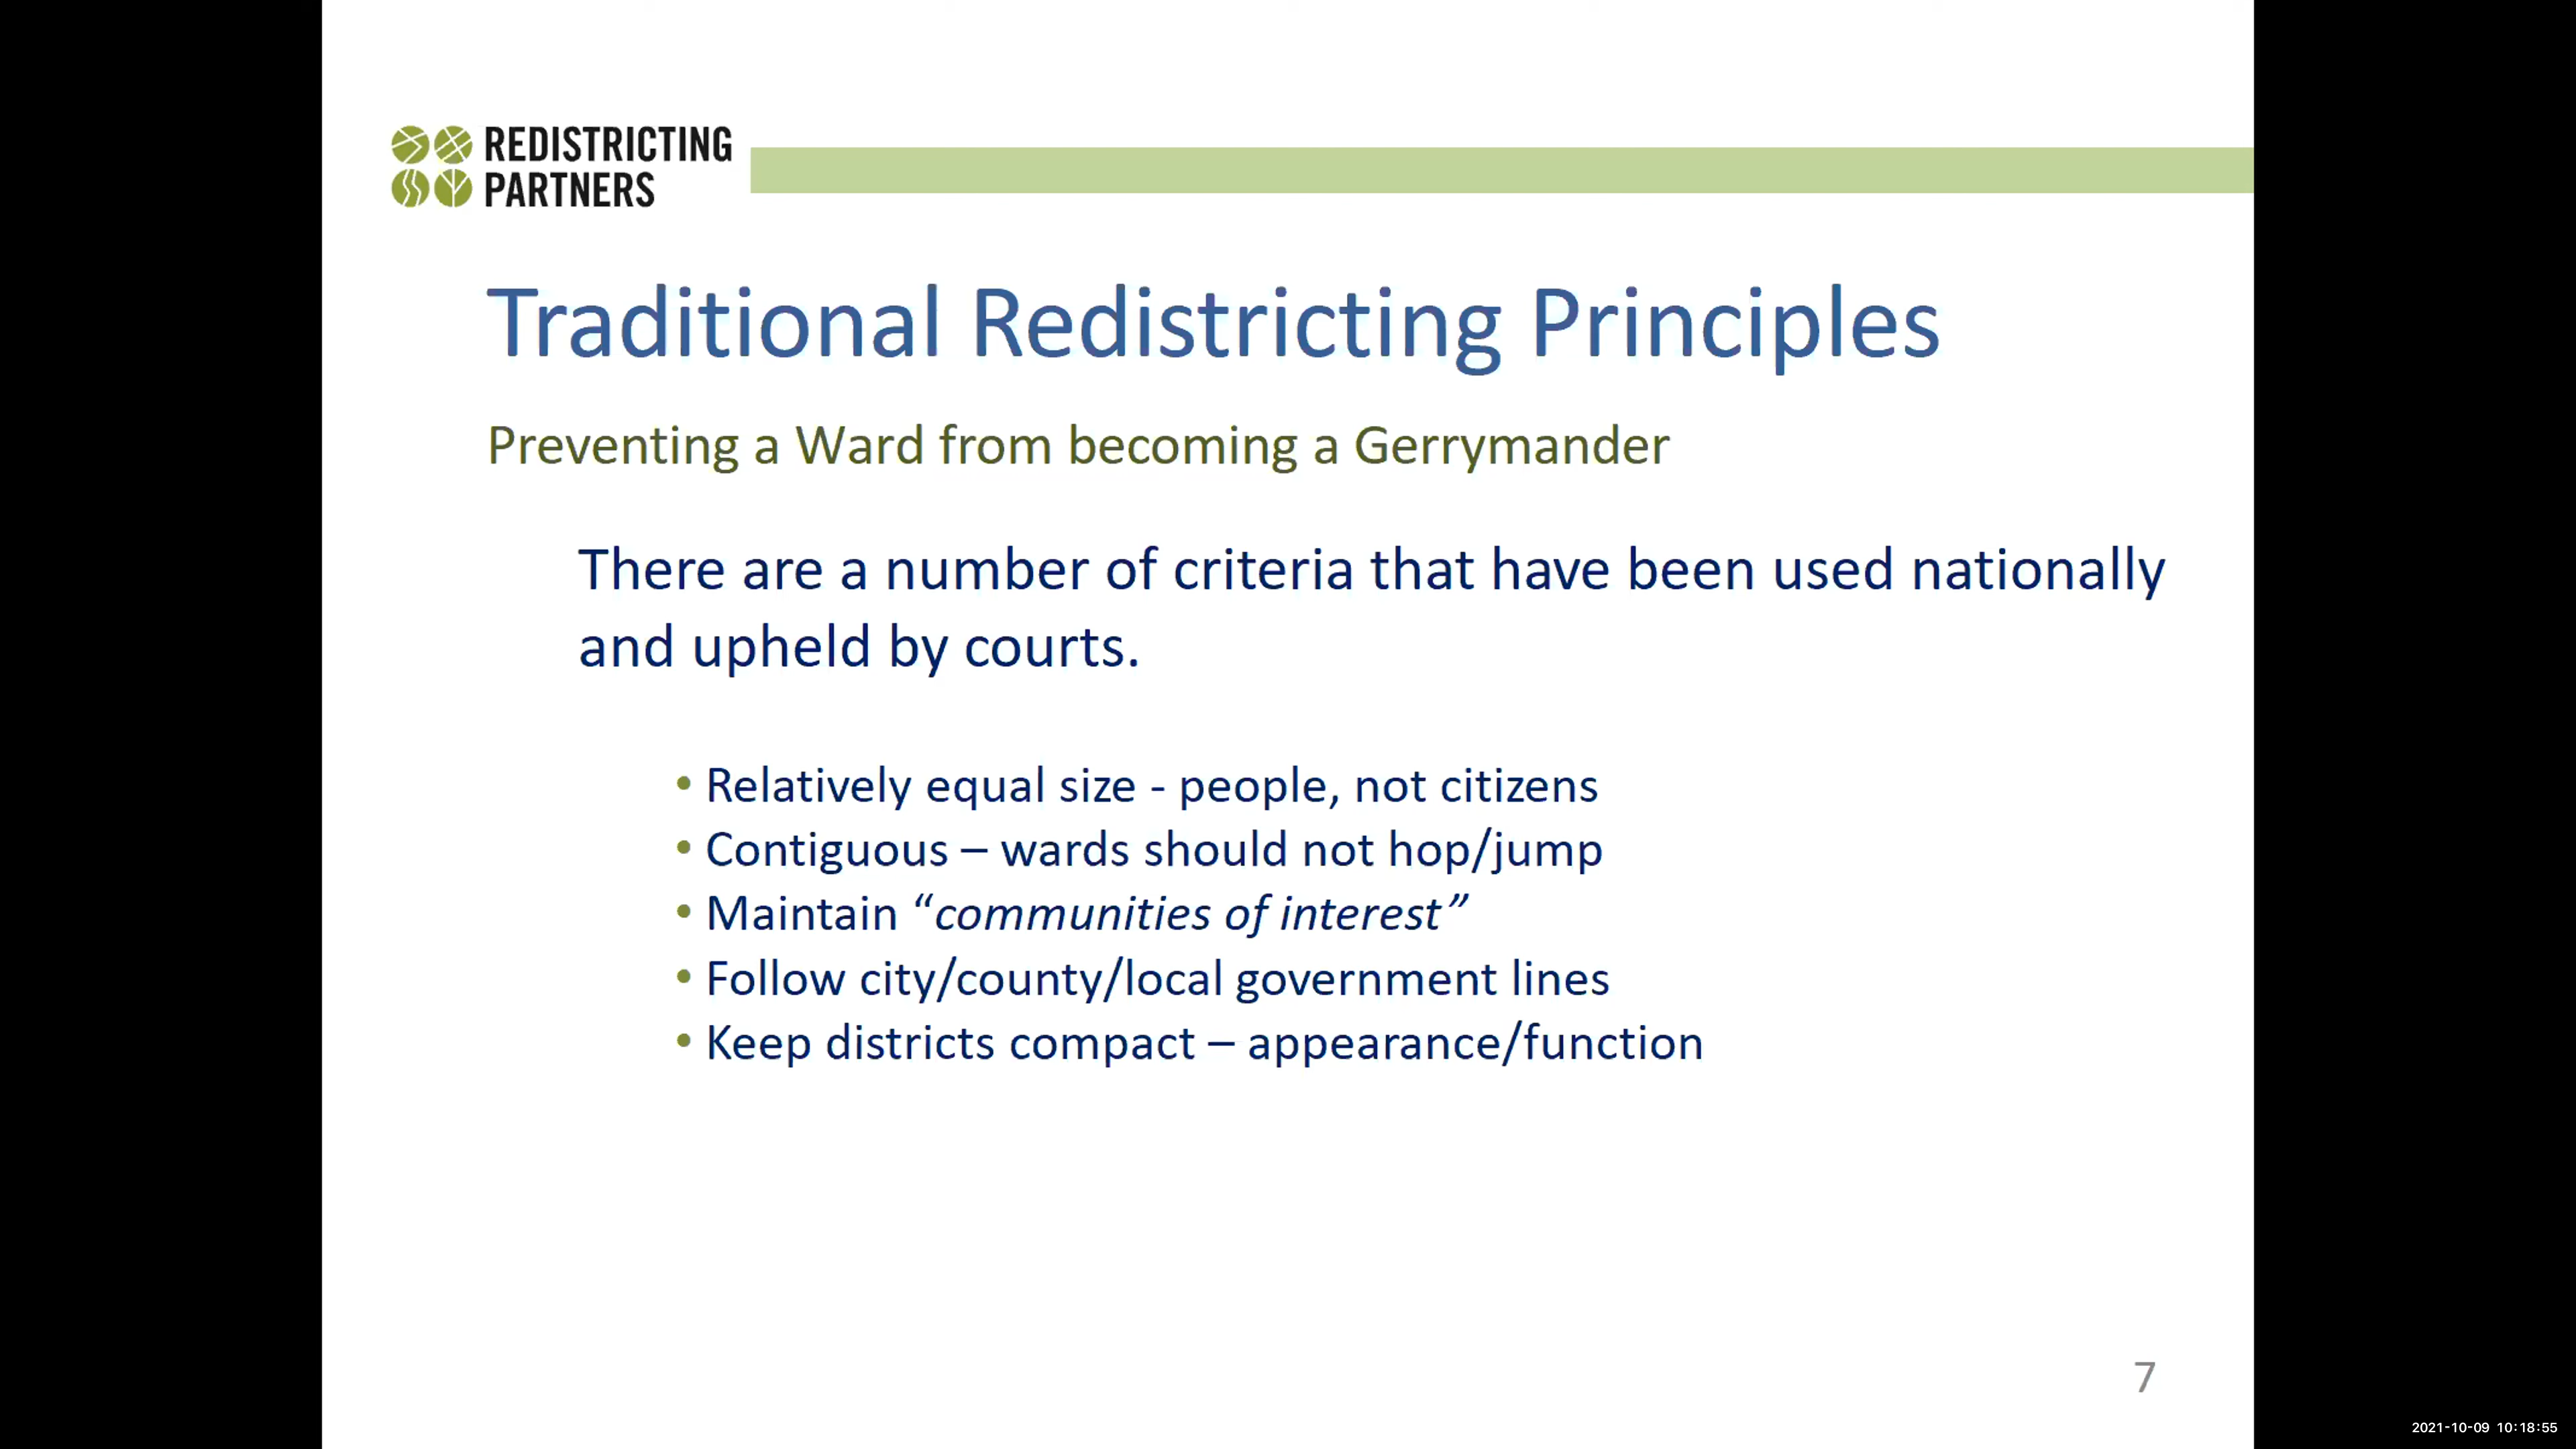 REDISTRICTING
PARTNERS
Traditional Redistricting Principles
Preventing a Ward from becoming a Gerrymander
There are a number of criteria that have been used nationally
and upheld by courts.
• Relatively equal size - people, not citizens
• Contiguous – wards should not hop/jump
• Maintain “communities of interest”
• Follow city/county/local government lines
• Keep districts compact – appearance/function
7
2021-10-09 10:18:55